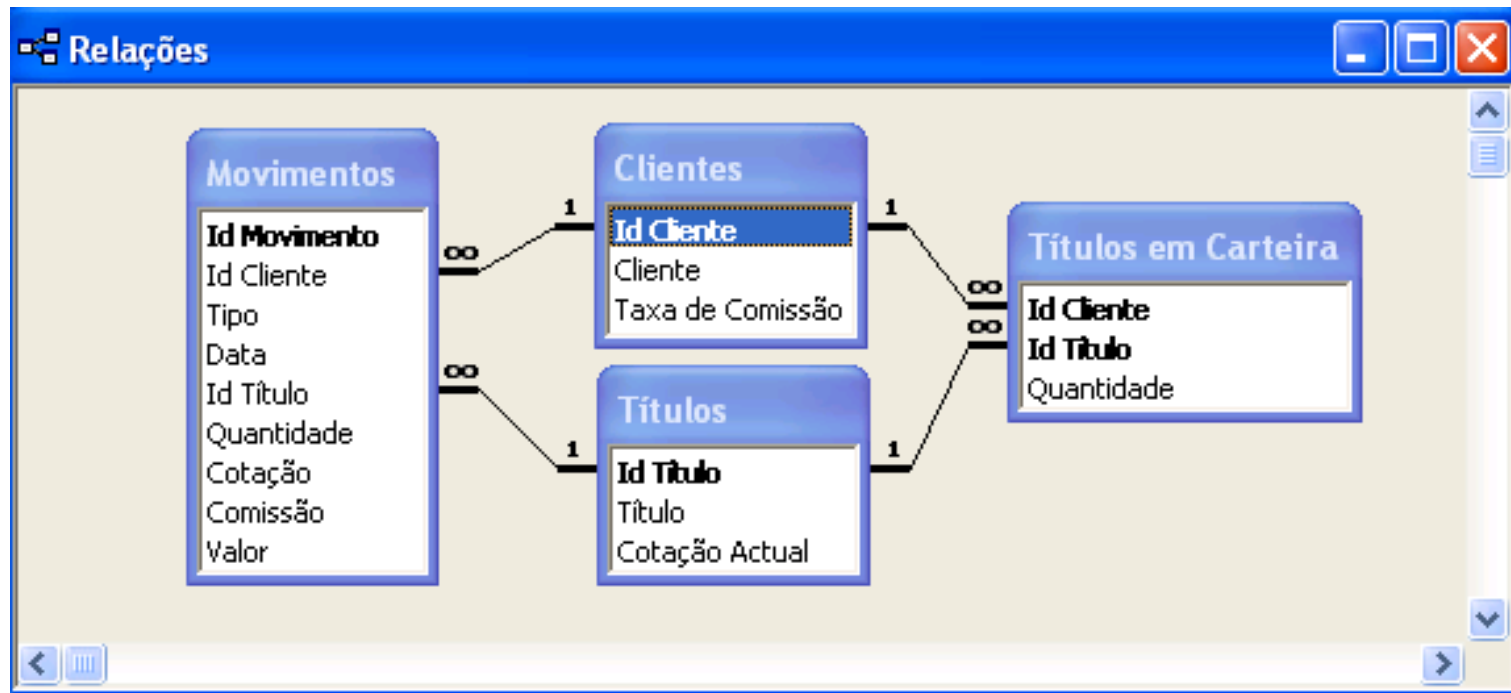 Relações
Movimentos
Id Movimento
Id Cliente
Tipo
Data
Id Título
Quantidade
Cotação
Comissão
Valor
∞
∞
1
1
Clientes
Id Cliente
Cliente
Taxa de Comissão
1
1
Títulos
Id Título
Título
Cotação Actual
∞
∞
Títulos em Carteira
Id Cliente
Id Título
Quantidade